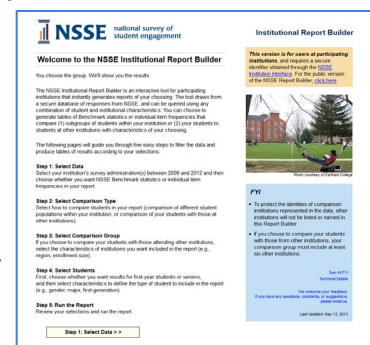 NSSE national survey of
student engagement
Institutional Report Builder
Welcome to the NSSE Institutional Report Builder
You choose the group. We'll show you the results.
The NSSE Institutional Report Builder is an interactive tool for participating
institutions that instantly generates reports of your choosing. The tool draws from
a secure database of responses from NSSE, and can be queried using any
combination of student and institutional characteristics. You can choose to
generate tables of Benchmark statistics or individual item frequencies that
compare (1) subgroups of students within your institution or (2) your students to
students at other institutions with characteristics of your choosing.
The following pages will guide you through five easy steps to filter the data and
produce tables of results according to your selections:
Step 1: Select Data
Select your institution's survey administration(s) between 2009 and 2012 and then
choose whether you want NSSE Benchmark statistics or individual item
frequencies in your report.
Step 2: Select Comparison Type
Select how to compare students in your report (comparison of different student
populations within your institution, or comparison of your students with those at
other institutions).
Step 3: Select Comparison Group
If you choose to compare your students with those attending other institutions,
select the characteristics of institutions you want included in the report (e.g.,
region, enrollment size).
Step 4: Select Students
First, choose whether you want results for first-year students or seniors,
and then select characteristics to define the type of student to include in the report
(e.g., gender, major, first-generation).
Step 5: Run the Report
Review your selections and run the report.
Step 1: Select Data > >
This version is for users at participating
institutions, and requires a secure
identifier obtained through the NSSE
Institution Interface. For the public version
of the NSSE Report Builder, click here.
Photo courtesy of Earlham College
FYI
• To protect the identities of comparison
institutions represented in the data, other
institutions will not be listed or named in
this Report Builder.
• If you choose to compare your students
with those from other institutions, your
comparison group must include at least
six other institutions.
See All FYI
Technical Details
We welcome your feedback.
If you have any questions, comments, or suggestions,
please email us.
Last Updated: May 13, 2013